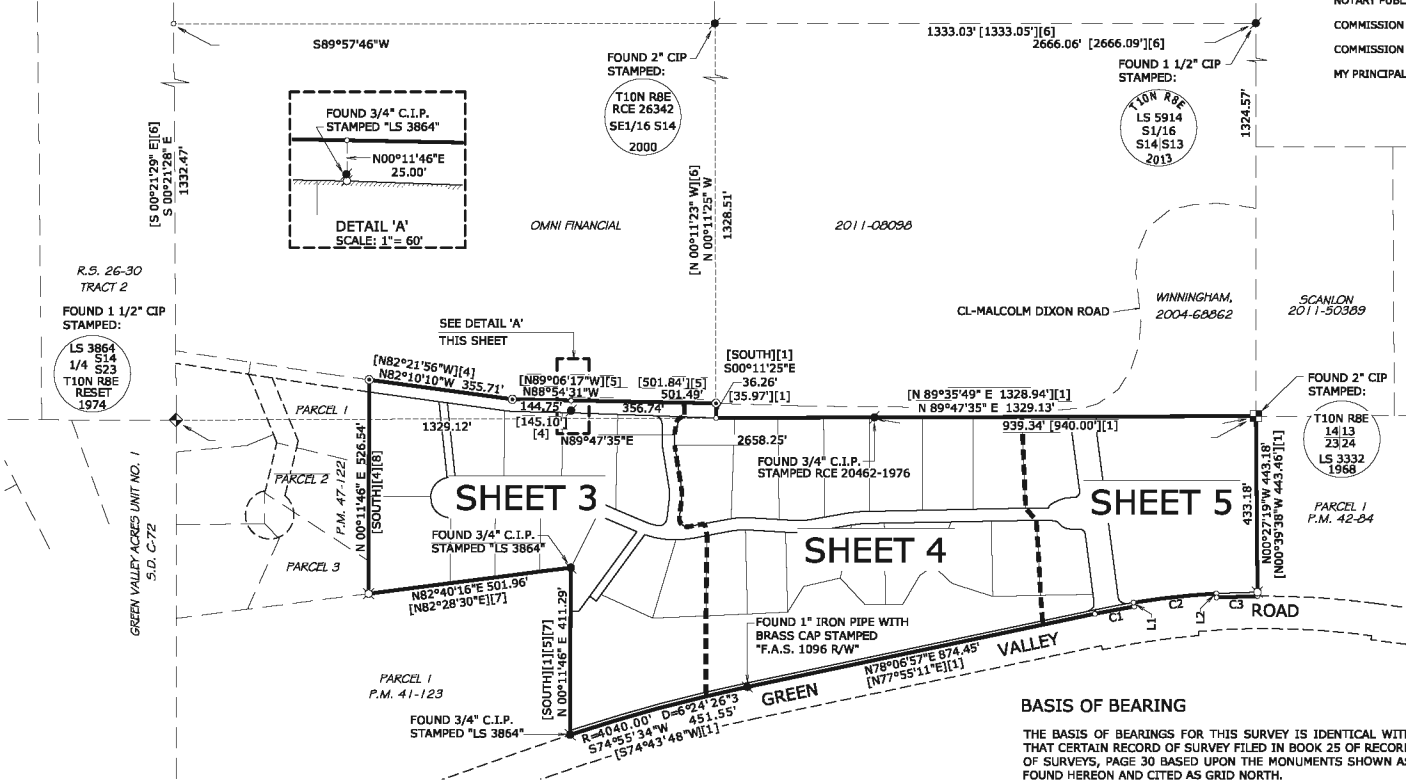 NOTARY PUBL
COMMISSION
COMMISSION
MY PRINCIPAL
S89°57'46"W
1333.03' [1333.05'][6]
2666.06' [2666.09'][6]
FOUND 2" CIP
STAMPED:
T10N R8E
RCE 26342
SE1/16 S14
2000
FOUND 1 1/2" CIP
STAMPED:
T10N R8E
LS 5914
S1/16
S14 S13
2013
1324.57'
[S 00°21'29" E][6]
S 00°21'28" E
1332.47'
FOUND 3/4" C.I.P.
STAMPED "LS 3864"
N00°11'46"E
25.00'
DETAIL 'A'
SCALE: 1"= 60'
[N 00°11'23" W][6]
N 00°11'25" W
1328.51'
OMNI FINANCIAL
2011-08098
R.S. 26-30
TRACT 2
FOUND 1 1/2" CIP
STAMPED:
LS 3864
1/4 S14
S23
T10N R8E
RESET
1974
CL-MALCOLM DIXON ROAD
WINNINGHAM,
2004-68862
SCANLON
2011-50389
SEE DETAIL 'A'
THIS SHEET
[N82°21'56"W][4]
N82°10'10"W 355.71'
[N89°06'17"W][5] [501.84'][5]
N88°54'31"W 501.49'
144.75' 356.74'
[145.10']
[4]
[SOUTH][1]
S00°11'25"E
36.26'
[35.97'][1]
[N 89°35'49" E 1328.94'][1]
N 89°47'35" E 1329.13'
939.34' [940.00'][1]
FOUND 2" CIP
STAMPED:
T10N R8E
14 13
23 24
LS 3332
1968
PARCEL 1
1329.12'
N89°47'35"E
2658.25'
FOUND 3/4" C.I.P.
STAMPED RCE 20462-1976
PARCEL 2
P.M. 47-122
N 00°11'46" E 526.54'
[SOUTH][4][8]
SHEET 3
SHEET 4
SHEET 5
433.18'
N00°27'19"W 443.18'
[N00°39'38"W 443.46'][1]
PARCEL 1
P.M. 42-84
GREEN VALLEY ACRES UNIT NO. 1
S.D. C-72
FOUND 3/4" C.I.P.
STAMPED "LS 3864"
PARCEL 3
N82°40'16"E 501.96'
[N82°28'30"E][7]
[SOUTH][1][5][7]
N 00°11'46" E 411.29'
FOUND 1" IRON PIPE WITH
BRASS CAP STAMPED
"F.A.S. 1096 R/W"
C1
L1
C2
L2
C3
ROAD
VALLEY
GREEN
N78°06'57"E 874.45'
[N77°55'11"E][1]
PARCEL 1
P.M. 41-123
FOUND 3/4" C.I.P.
STAMPED "LS 3864"
R=4040.00' D=6°24'26"3
S74°55'34"W 451.55'
[S74°43'48"W][1]
BASIS OF BEARING
THE BASIS OF BEARINGS FOR THIS SURVEY IS IDENTICAL WITH
THAT CERTAIN RECORD OF SURVEY FILED IN BOOK 25 OF RECOR
OF SURVEYS, PAGE 30 BASED UPON THE MONUMENTS SHOWN AS
FOUND HEREON AND CITED AS GRID NORTH.